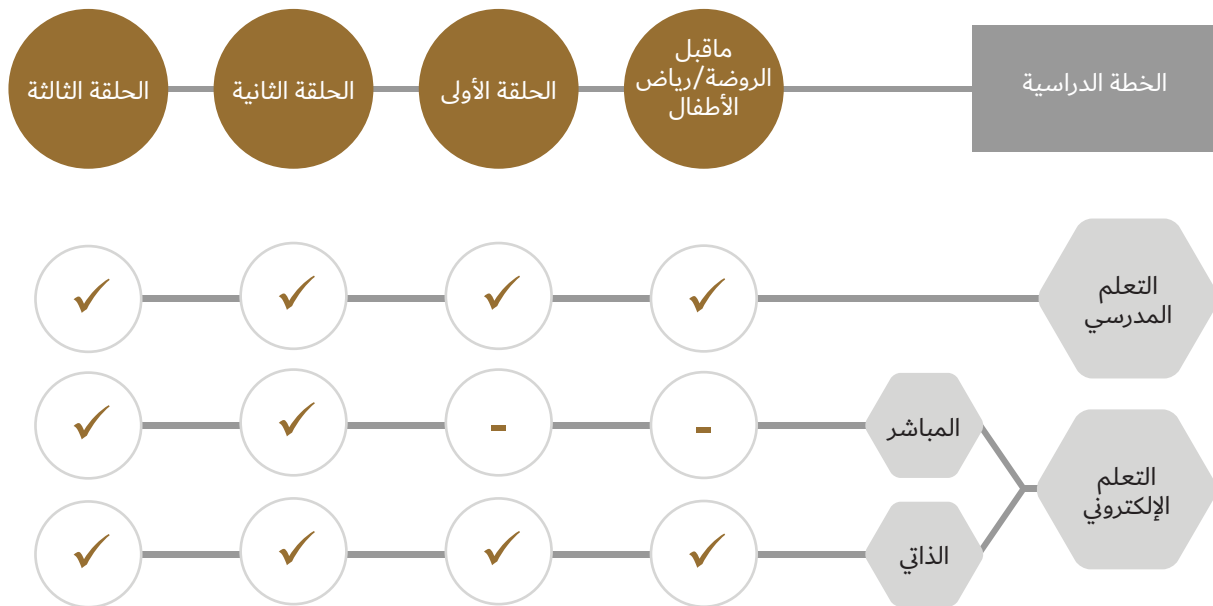 الخطة الدراسية
ماقبل
الروضة/رياض
الأطفال
الحلقة الأولى
الحلقة الثانية
الحلقة الثالثة
التعلم
المدرسي
✓ ✓ ✓ ✓
التعلم
الإلكتروني
المباشر
- - ✓ ✓
الذاتي
✓ ✓ ✓ ✓